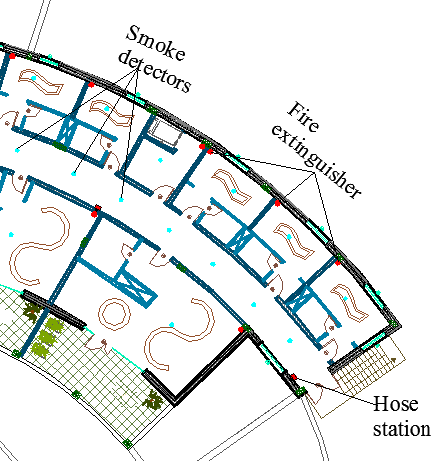 Smoke
detectors
Fire
extinguisher
Hose
station